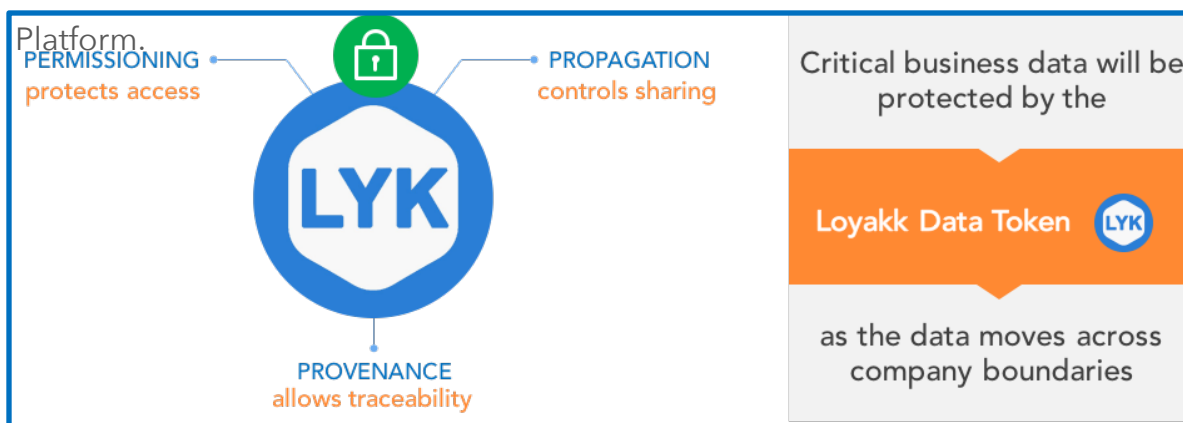 Platform.
PERMISSIONING
protects access
PROPAGATION
controls sharing
LYK
PROVENANCE
allows traceability
Critical business data will be
protected by the
Loyakk Data Token LYK
as the data moves across
company boundaries